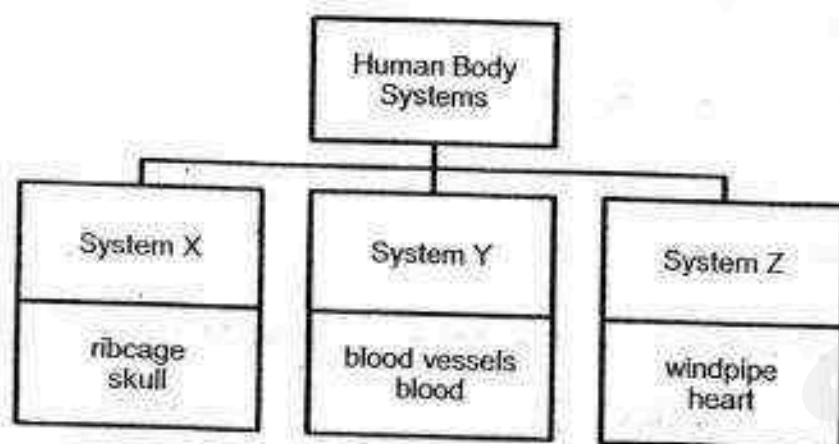 Human Body
Systems
System X
System Y
System Z
ribcage
skull
blood vessels
blood
windpipe
heart